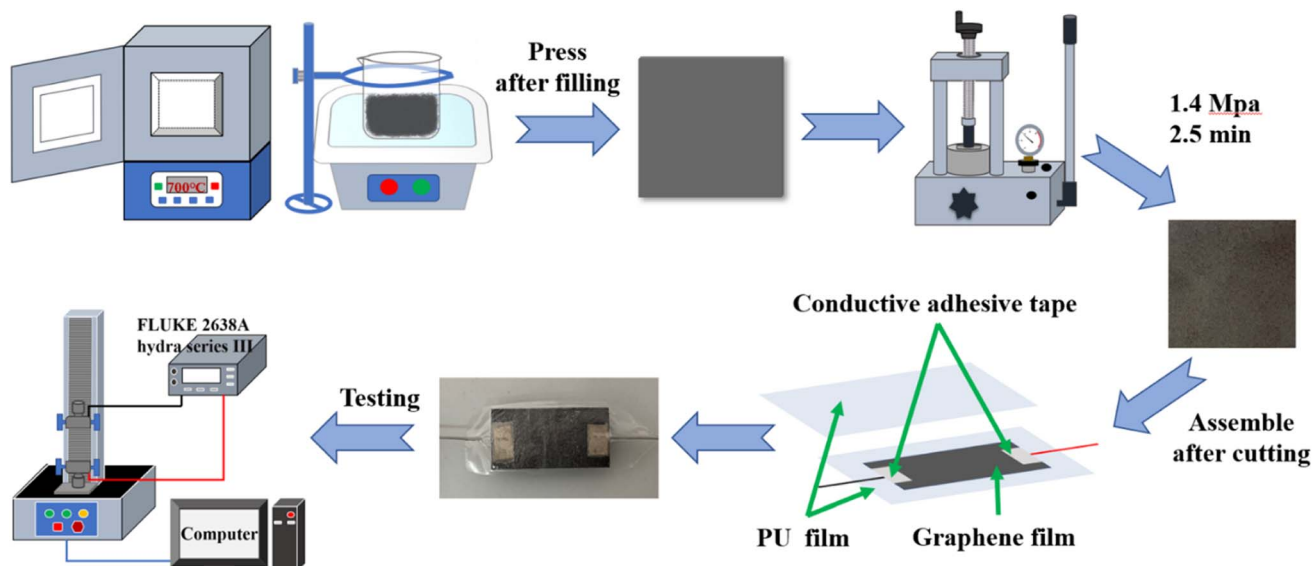 700°C
Press
after filling
1.4 Mpa
2.5 min
Conductive adhesive tape
Assemble
after cutting
PU film
Graphene film
Testing
FLUKE 2638A
hydra series III
Computer